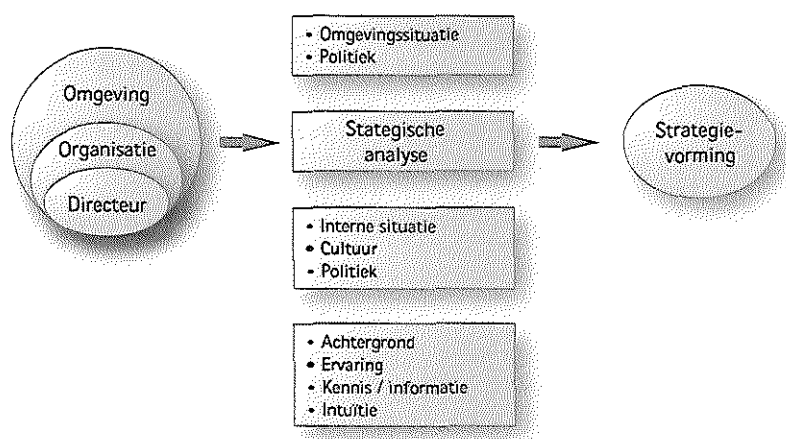 Omgeving
Organisatie
Directeur
• Omgevingssituatie
• Politiek
Stategische
analyse
• Interne situatie
• Cultuur
• Politiek
• Achtergrond
• Ervaring
• Kennis / informatie
• Intuïtie
Strategie-
vorming